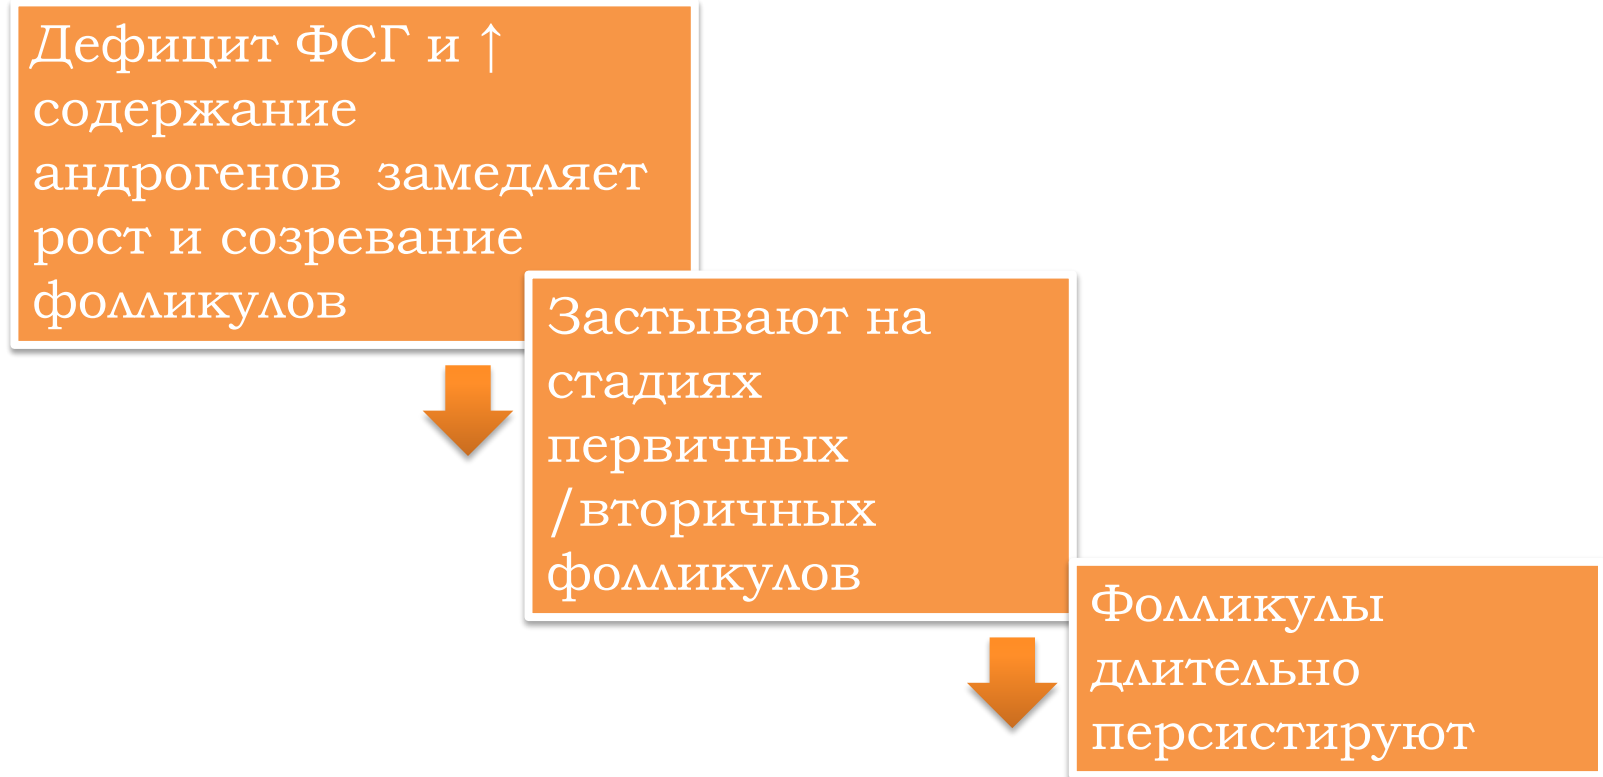 Дефицит ФСГ и ↑
содержание
андрогенов замедляет
рост и созревание
фолликулов
Застывают на
стадиях
первичных
/вторичных
фолликулов
Фолликулы
длительно
персистируют